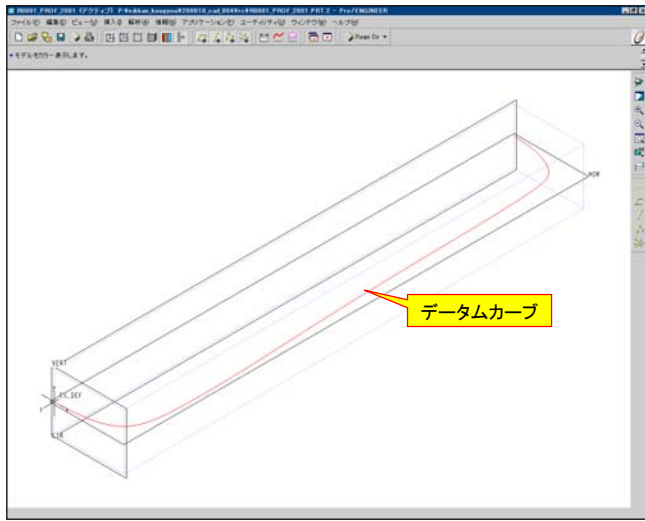 ファイル(F) 編集(E) ビュー(V) 挿入(I) 解析(A) 情報(N) アプリケーション(P) ユーティリティ(U) ウィンドウ(W) ヘルプ(H)
・モデルをカラー表示します。
HOR
データムカーブ
VERT
CS_DEF
CTR